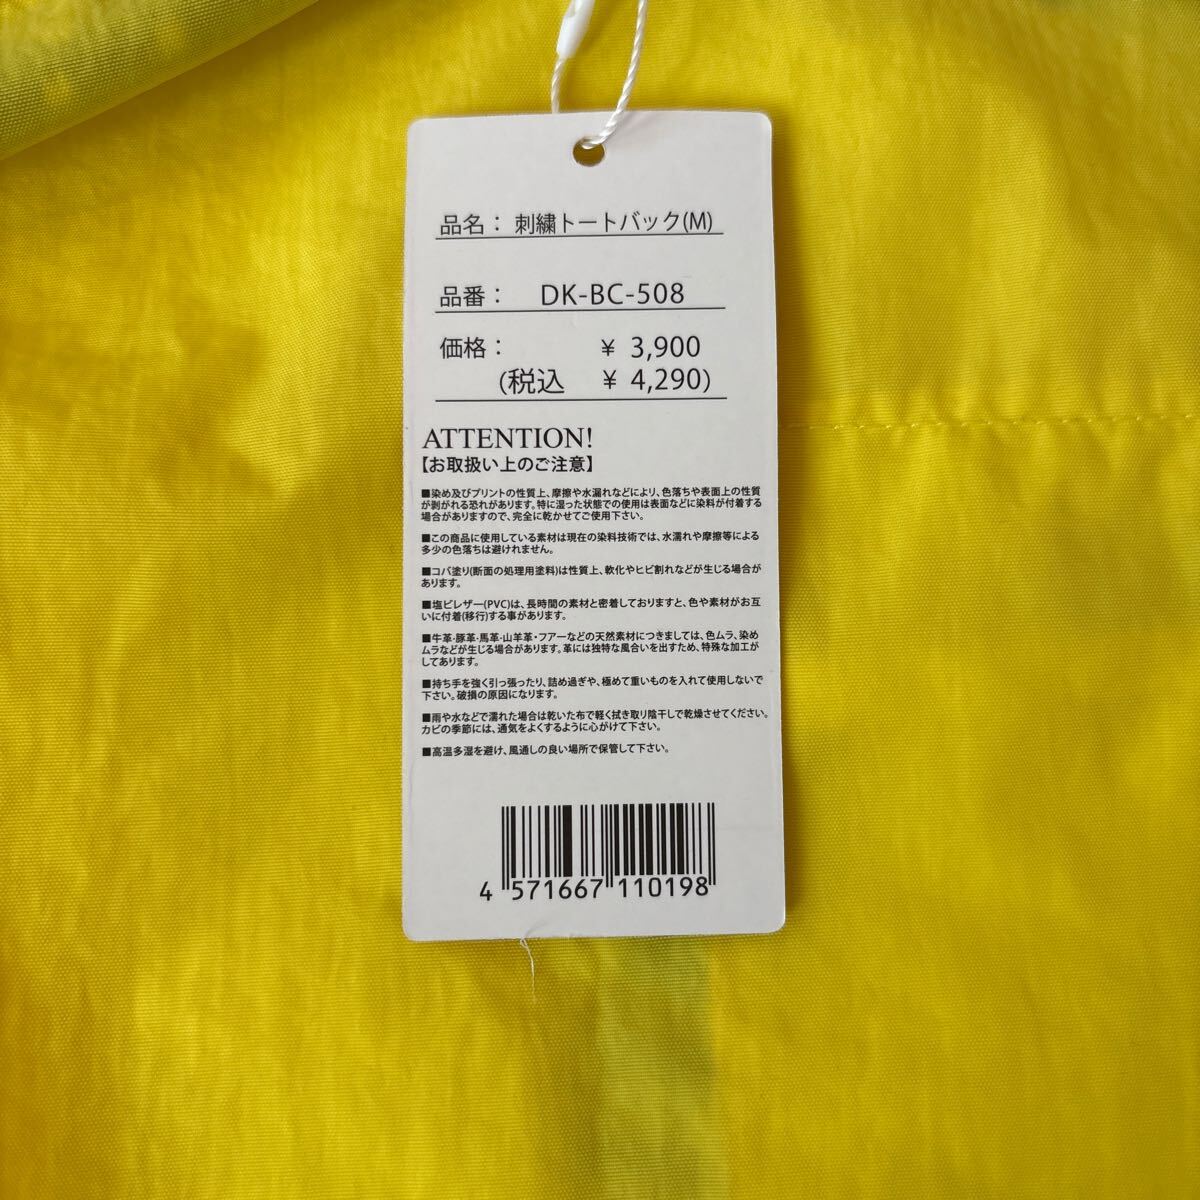 品名： 刺繍トートバック(M)
品番： DK-BC-508
価格： ¥ 3,900
(税込 ¥ 4,290)
ATTENTION!
【お取扱い上のご注意】
■染め及びプリントの性質上、摩擦や水漏れなどにより、色落ちや表面上の性質
が剥がれる恐れがあります。特に湿った状態での使用は表面などに染料が付着する
場合がありますので、完全に乾かせてご使用下さい。
■この商品に使用している素材は現在の染料技術では、水濡れや摩擦等による
多少の色落ちは避けれません。
■コバ塗り(断面の処理用塗料)は性質上、軟化やヒビ割れなどが生じる場合が
あります。
■塩ビレザー(PVC)は、長時間の素材と密着しておりますと、色や素材がお互
いに付着(移行)する事があります。
■牛革・豚革・馬革・山羊革・フアーなどの天然素材につきましては、色ムラ、染め
ムラなどが生じる場合があります。革には独特な風合いを出すため、特殊な加工が
してあります。
■持ち手を強く引っ張ったり、詰め過ぎや、極めて重いものを入れて使用しないで
下さい。破損の原因になります。
■雨や水などで濡れた場合は乾いた布で軽く拭き取り陰干しで乾燥させてください。
カビの季節には、通気をよくするように心がけて下さい。
■高温多湿を避け、風通しの良い場所で保管して下さい。
4 571667 110198